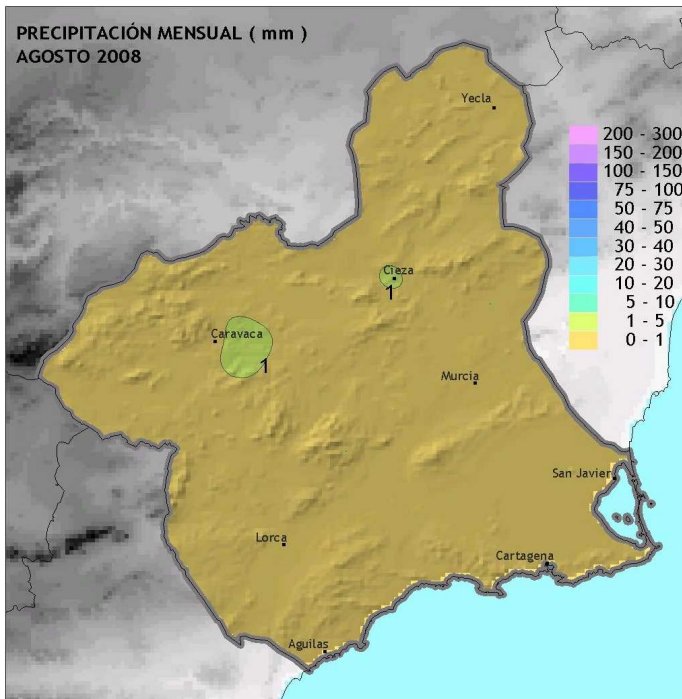 PRECIPITACIÓN MENSUAL ( mm )
AGOSTO 2008
Yecla
200 - 300
150 - 200
100 - 150
75 - 100
50 - 75
40 - 50
30 - 40
20 - 30
10 - 20
5 - 10
1 - 5
0 - 1
Cieza
1
Caravaca
1
Murcia
San Javier
Lorca
Cartagena
Aguilas